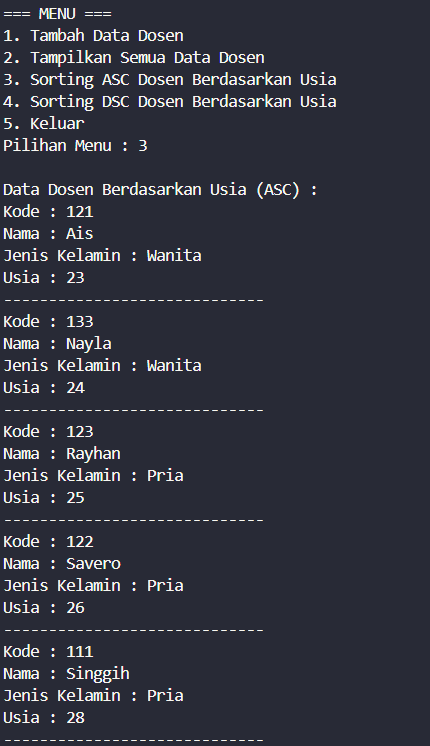 === MENU ===
1. Tambah Data Dosen
2. Tampilkan Semua Data Dosen
3. Sorting ASC Dosen Berdasarkan Usia
4. Sorting DSC Dosen Berdasarkan Usia
5. Keluar
Pilihan Menu : 3

Data Dosen Berdasarkan Usia (ASC) :
Kode : 121
Nama : Ais
Jenis Kelamin : Wanita
Usia : 23
-----------------------------
Kode : 133
Nama : Nayla
Jenis Kelamin : Wanita
Usia : 24
-----------------------------
Kode : 123
Nama : Rayhan
Jenis Kelamin : Pria
Usia : 25
-----------------------------
Kode : 122
Nama : Savero
Jenis Kelamin : Pria
Usia : 26
-----------------------------
Kode : 111
Nama : Singgih
Jenis Kelamin : Pria
Usia : 28
-----------------------------